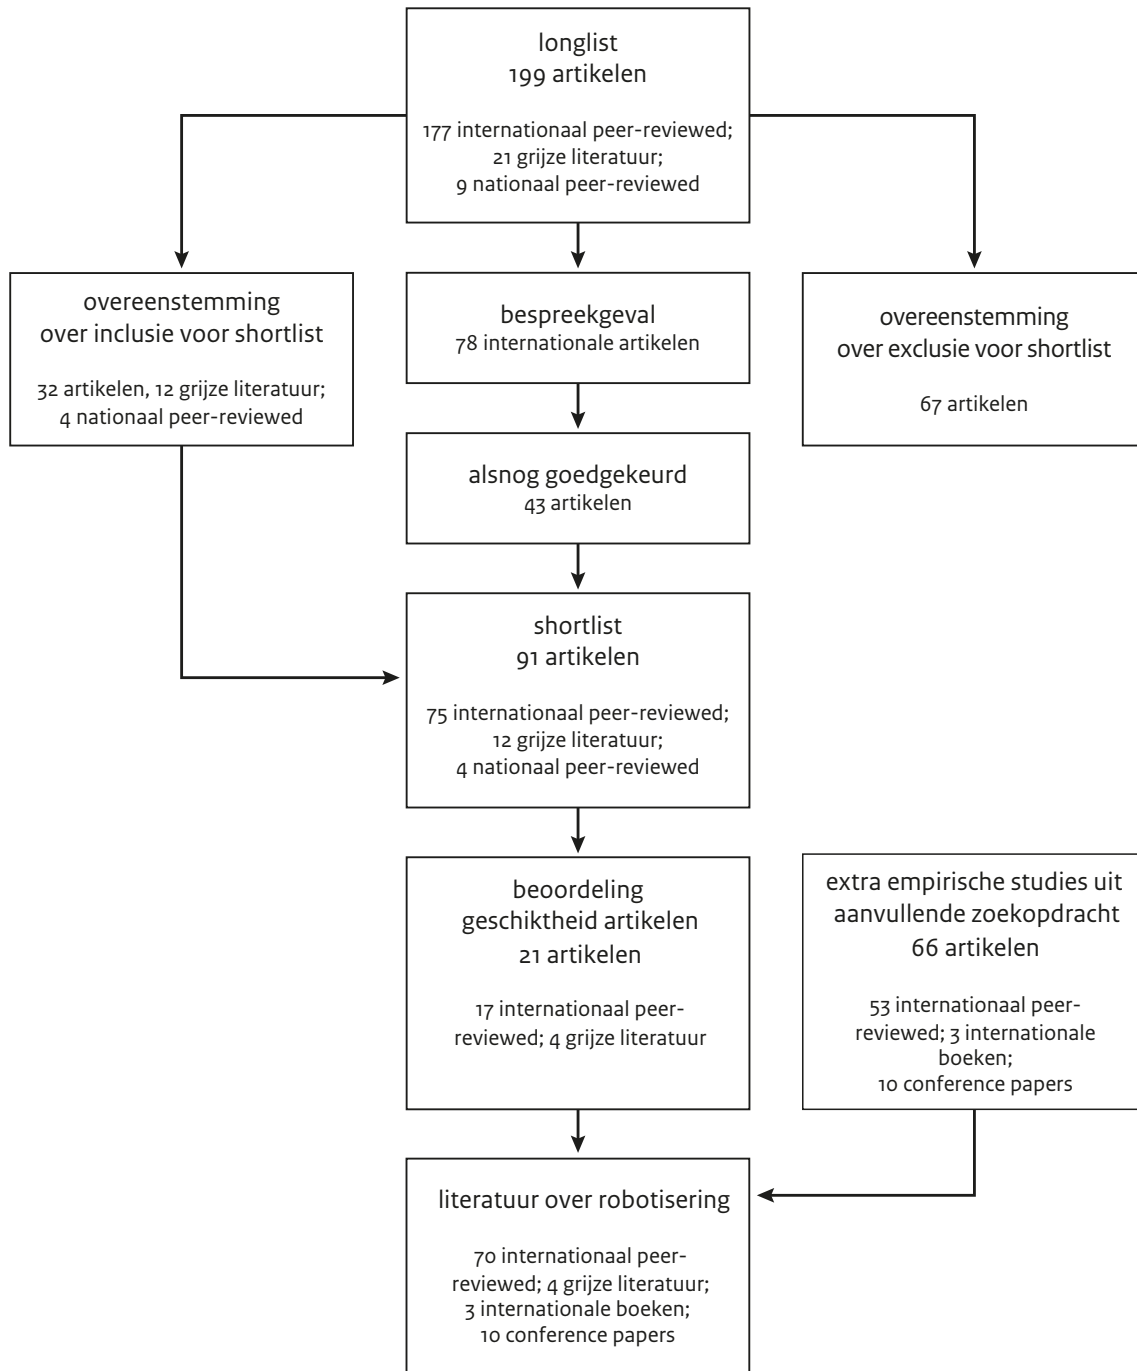 longlist
199 artikelen
177 internationaal peer-reviewed;
21 grijze literatuur;
9 nationaal peer-reviewed
overeenstemming
over inclusie voor shortlist
32 artikelen, 12 grijze literatuur;
4 nationaal peer-reviewed
bespreekgeval
78 internationale artikelen
overeenstemming
over exclusie voor shortlist
67 artikelen
alsnog goedgekeurd
43 artikelen
shortlist
91 artikelen
75 internationaal peer-reviewed;
12 grijze literatuur;
4 nationaal peer-reviewed
beoordeling
geschiktheid artikelen
21 artikelen
17 internationaal peer-
reviewed; 4 grijze literatuur
extra empirische studies uit
aanvullende zoekopdracht
66 artikelen
53 internationaal peer-
reviewed; 3 internationale
boeken;
10 conference papers
literatuur over robotisering
70 internationaal peer-
reviewed; 4 grijze literatuur;
3 internationale boeken;
10 conference papers